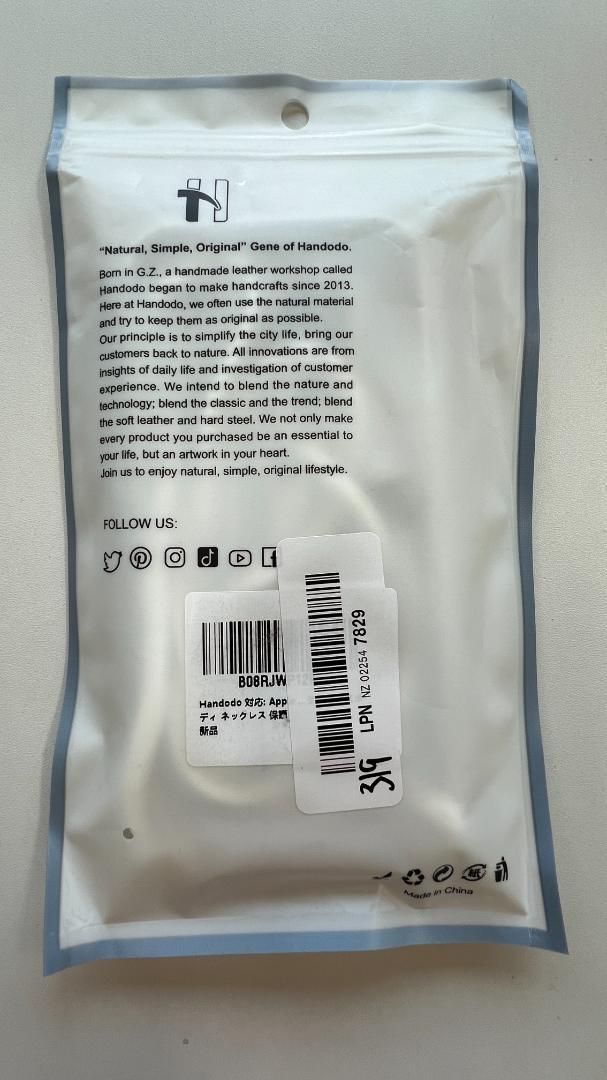 “Natural, Simple, Original” Gene of Handodo.
Born in G.Z., a handmade leather workshop called
Handodo began to make handcrafts since 2013.
Here at Handodo, we often use the natural material
and try to keep them as original as possible.
Our principle is to simplify the city life, bring our
customers back to nature. All innovations are from
insights of daily life and investigation of customer
experience. We intend to blend the nature and
technology; blend the classic and the trend; blend
the soft leather and hard steel. We not only make
every product you purchased be an essential to
your life, but an artwork in your heart.
Join us to enjoy natural, simple, original lifestyle.
FOLLOW US:
B08RJW
Handodo 対応: App
ディ ネックレス 保護
新品
LPN NZ 02254 7829
319
紙
Made in China